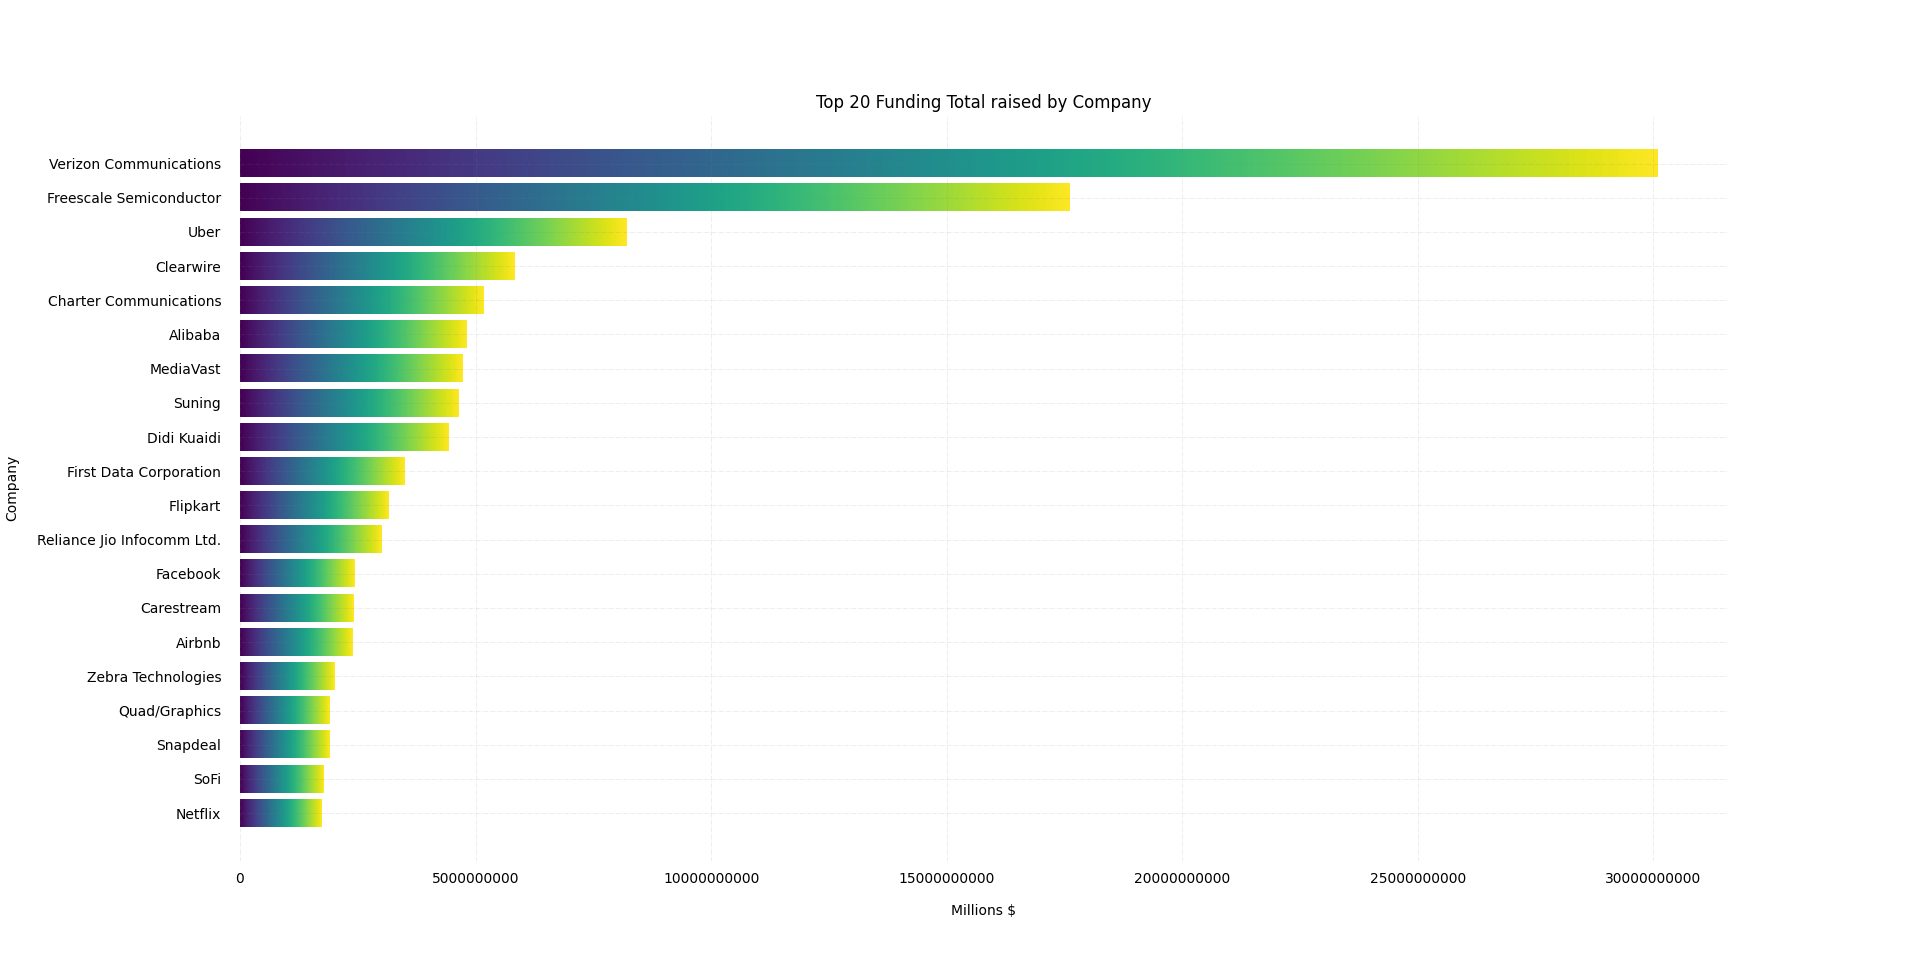 Top 20 Funding Total raised by Company
Verizon Communications
Freescale Semiconductor
Uber
Clearwire
Charter Communications
Alibaba
MediaVast
Suning
Didi Kuaidi
First Data Corporation
Flipkart
Reliance Jio Infocomm Ltd.
Facebook
Carestream
Airbnb
Zebra Technologies
Quad/Graphics
Snapdeal
SoFi
Netflix
Company
0 5000000000 10000000000 15000000000 20000000000 25000000000 30000000000
Millions $